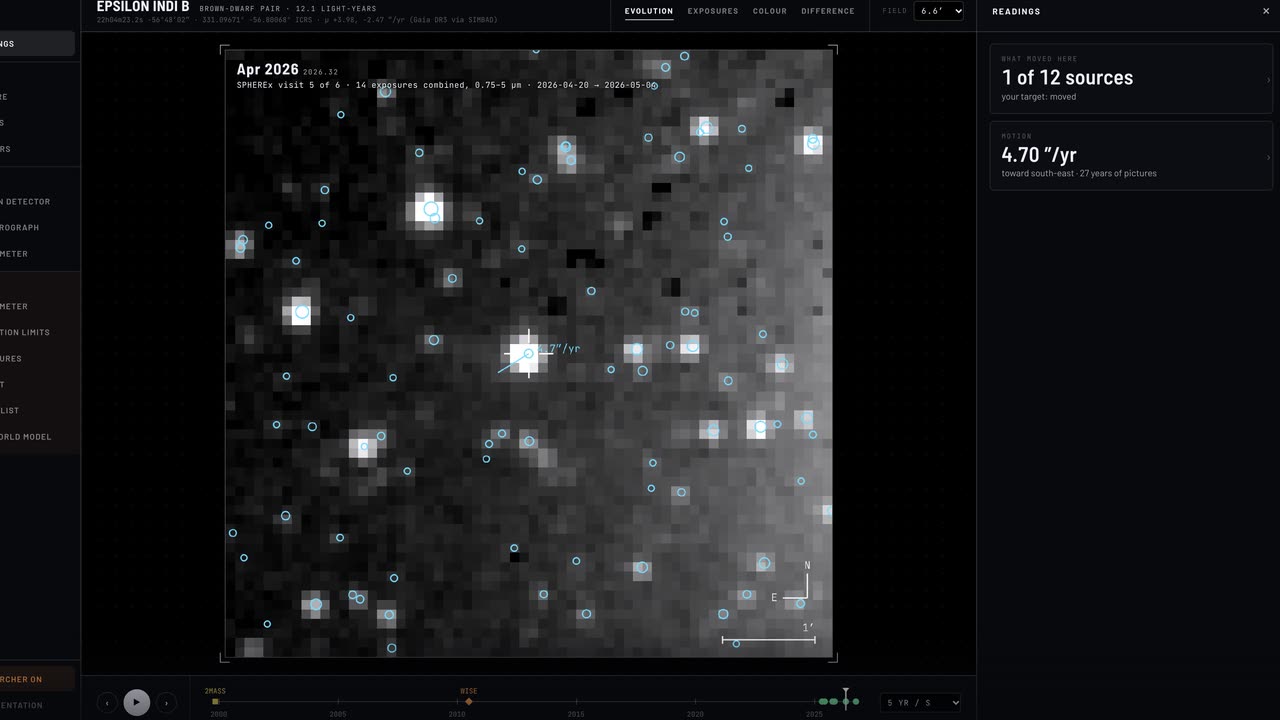 EPSILON INDI B BROWN-DWARF PAIR · 12.1 LIGHT-YEARS
22h04m23.2s -56°48′02″ · 331.09671° -56.80068° ICRS · μ +3.98, -2.47 ″/yr (Gaia DR3 via SIMBAD)
EVOLUTION EXPOSURES COLOUR DIFFERENCE
FIELD 6.6′
READINGS ✕
NGS
RE
S
RS
N DETECTOR
ROGRAPH
METER
METER
TION LIMITS
URES
T
LIST
ORLD MODEL
RCHER ON
ENTATION
Apr 2026 2026.32
SPHEREx visit 5 of 6 · 14 exposures combined, 0.75–5 μm · 2026-04-20 → 2026-05-
7″/yr
N
E
1′
WHAT MOVED HERE
1 of 12 sources
your target: moved
MOTION
4.70 ″/yr
toward south-east · 27 years of pictures
2MASS WISE
2000 2005 2010 2015 2020 2025
5 YR / S